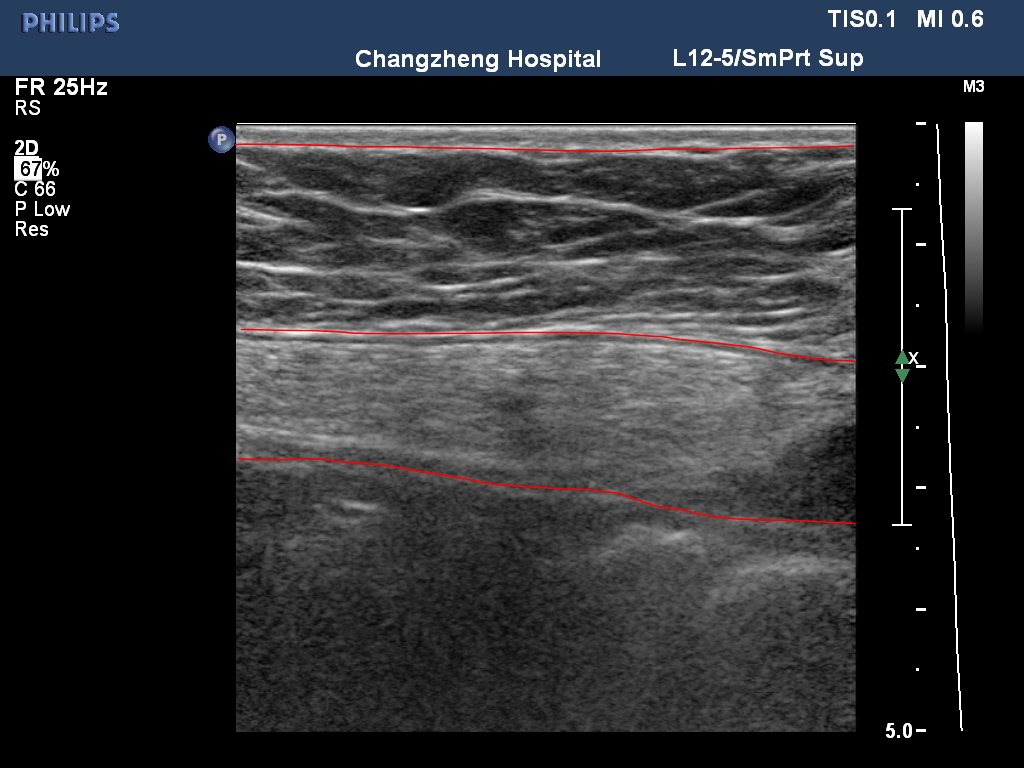 PHILIPS
TIS0.1 MI 0.6
Changzheng Hospital L12-5/SmPrt Sup
FR 25Hz
RS
M3
P
2D
67%
C 66
P Low
Res
X
5.0